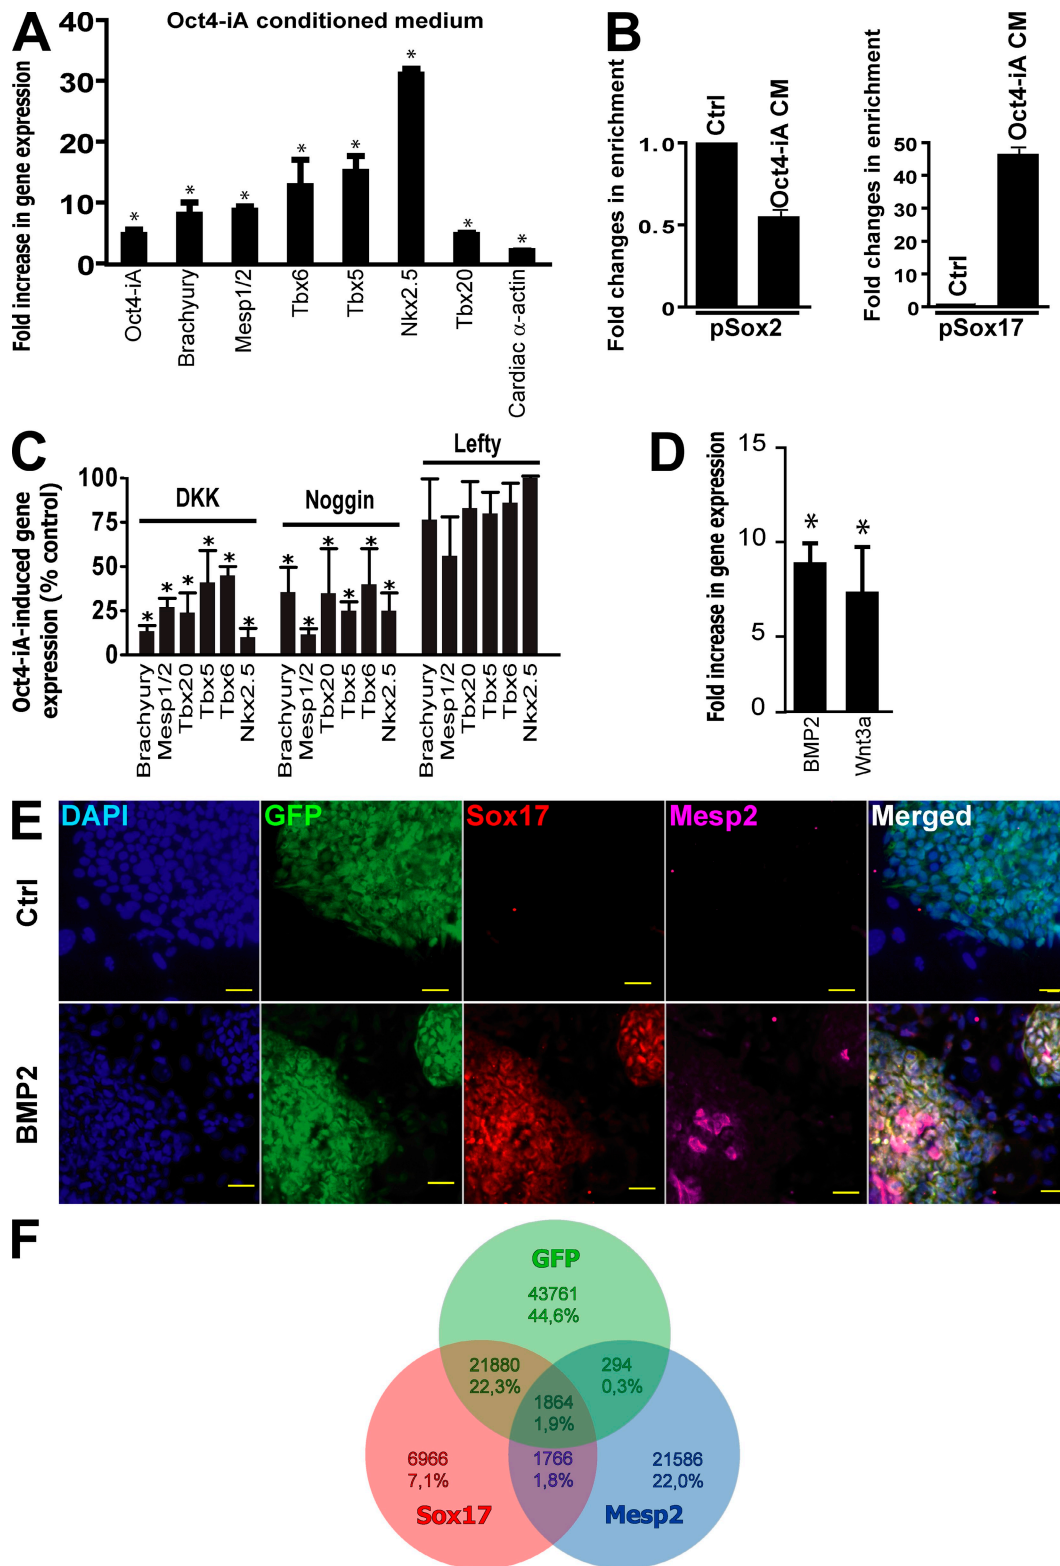 A
Oct4-iA conditioned medium
Fold increase in gene expression
40
30
20
10
0
* * * * * * * *
Oct4-iA
Brachyury
Mesp1/2
Tbx6
Tbx5
Nkx2.5
Tbx20
Cardiac α-actin
B
Fold changes in enrichment
1.0
0.5
0
Ctrl
Oct4-iA CM
pSox2
Fold changes in enrichment
50
40
30
20
10
0
Ctrl
Oct4-iA CM
pSox17
C
Oct4-iA-induced gene
expression (% control)
100
75
50
25
0
DKK
* * * * * *
Noggin
* * * * * *
Lefty
Brachyury
Mesp1/2
Tbx20
Tbx5
Tbx6
Nkx2.5
Brachyury
Mesp1/2
Tbx20
Tbx5
Tbx6
Nkx2.5
Brachyury
Mesp1/2
Tbx20
Tbx5
Tbx6
Nkx2.5
D
Fold increase in gene expression
15
10
5
0
* *
BMP2
Wnt3a
E
DAPI GFP Sox17 Mesp2 Merged
Ctrl
BMP2
F
GFP
43761
44,6%
21880
22,3%
294
0,3%
1864
1,9%
6966
7,1%
1766
1,8%
21586
22,0%
Sox17
Mesp2